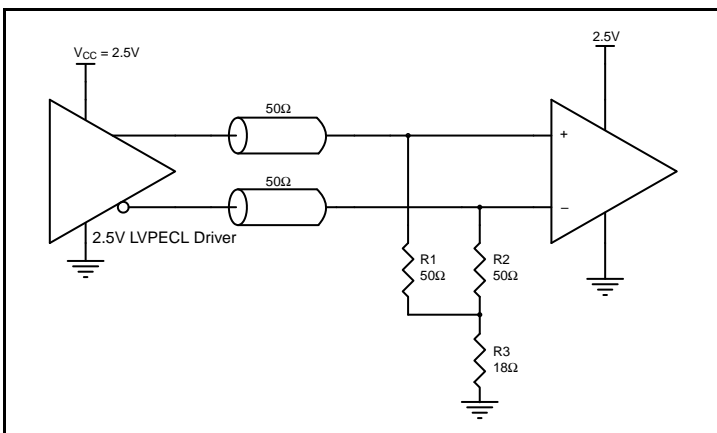 V_CC = 2.5V
2.5V
50Ω
+
50Ω
–
2.5V LVPECL Driver
R1
50Ω
R2
50Ω
R3
18Ω